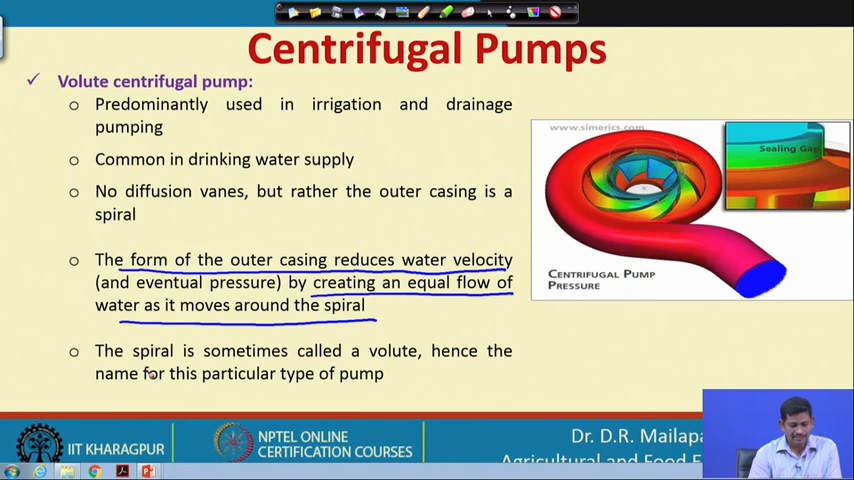 Centrifugal Pumps
✓ Volute centrifugal pump:
o Predominantly used in irrigation and drainage
pumping
o Common in drinking water supply
o No diffusion vanes, but rather the outer casing is a
spiral
o The form of the outer casing reduces water velocity
(and eventual pressure) by creating an equal flow of
water as it moves around the spiral
o The spiral is sometimes called a volute, hence the
name for this particular type of pump
www.simerics.com
Sealing Gap
CENTRIFUGAL PUMP
PRESSURE
IIT KHARAGPUR
NPTEL ONLINE
CERTIFICATION COURSES
Dr. D.R. Mailapa
Agricultural and Food